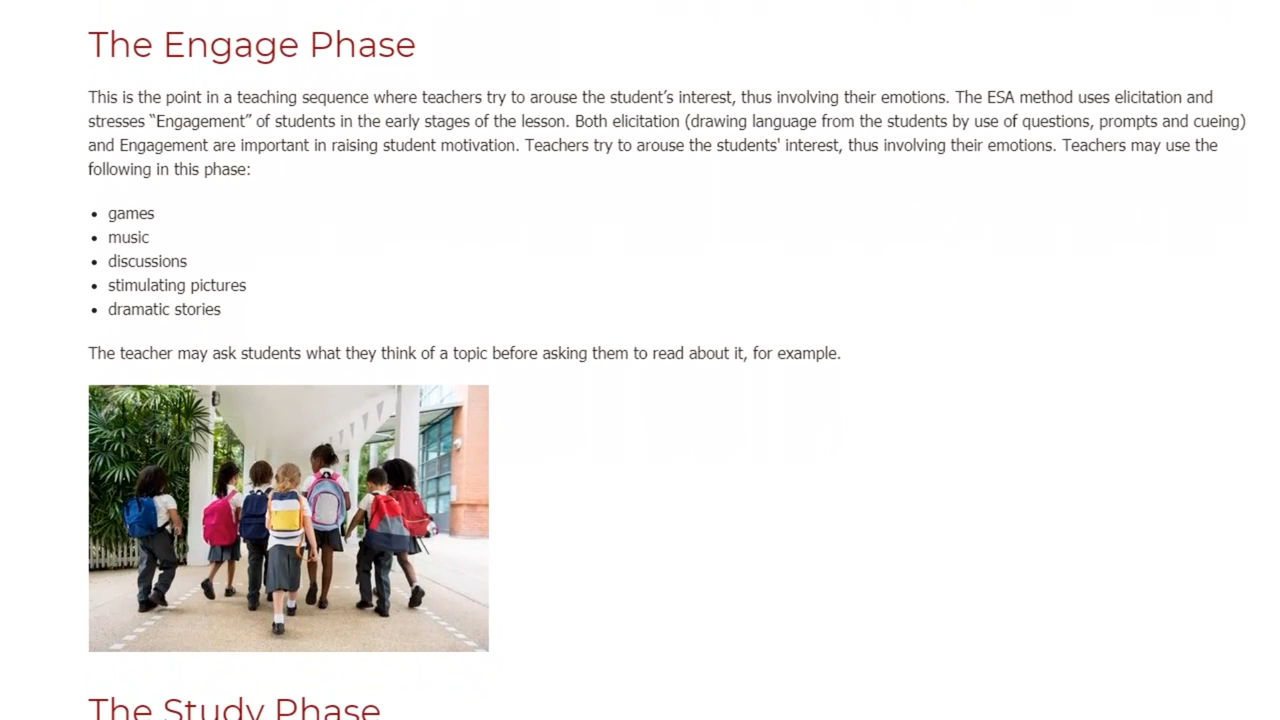 The Engage Phase
This is the point in a teaching sequence where teachers try to arouse the student’s interest, thus involving their emotions. The ESA method uses elicitation and
stresses “Engagement” of students in the early stages of the lesson. Both elicitation (drawing language from the students by use of questions, prompts and cueing)
and Engagement are important in raising student motivation. Teachers try to arouse the students' interest, thus involving their emotions. Teachers may use the
following in this phase:
• games
• music
• discussions
• stimulating pictures
• dramatic stories
The teacher may ask students what they think of a topic before asking them to read about it, for example.
The Study Phase